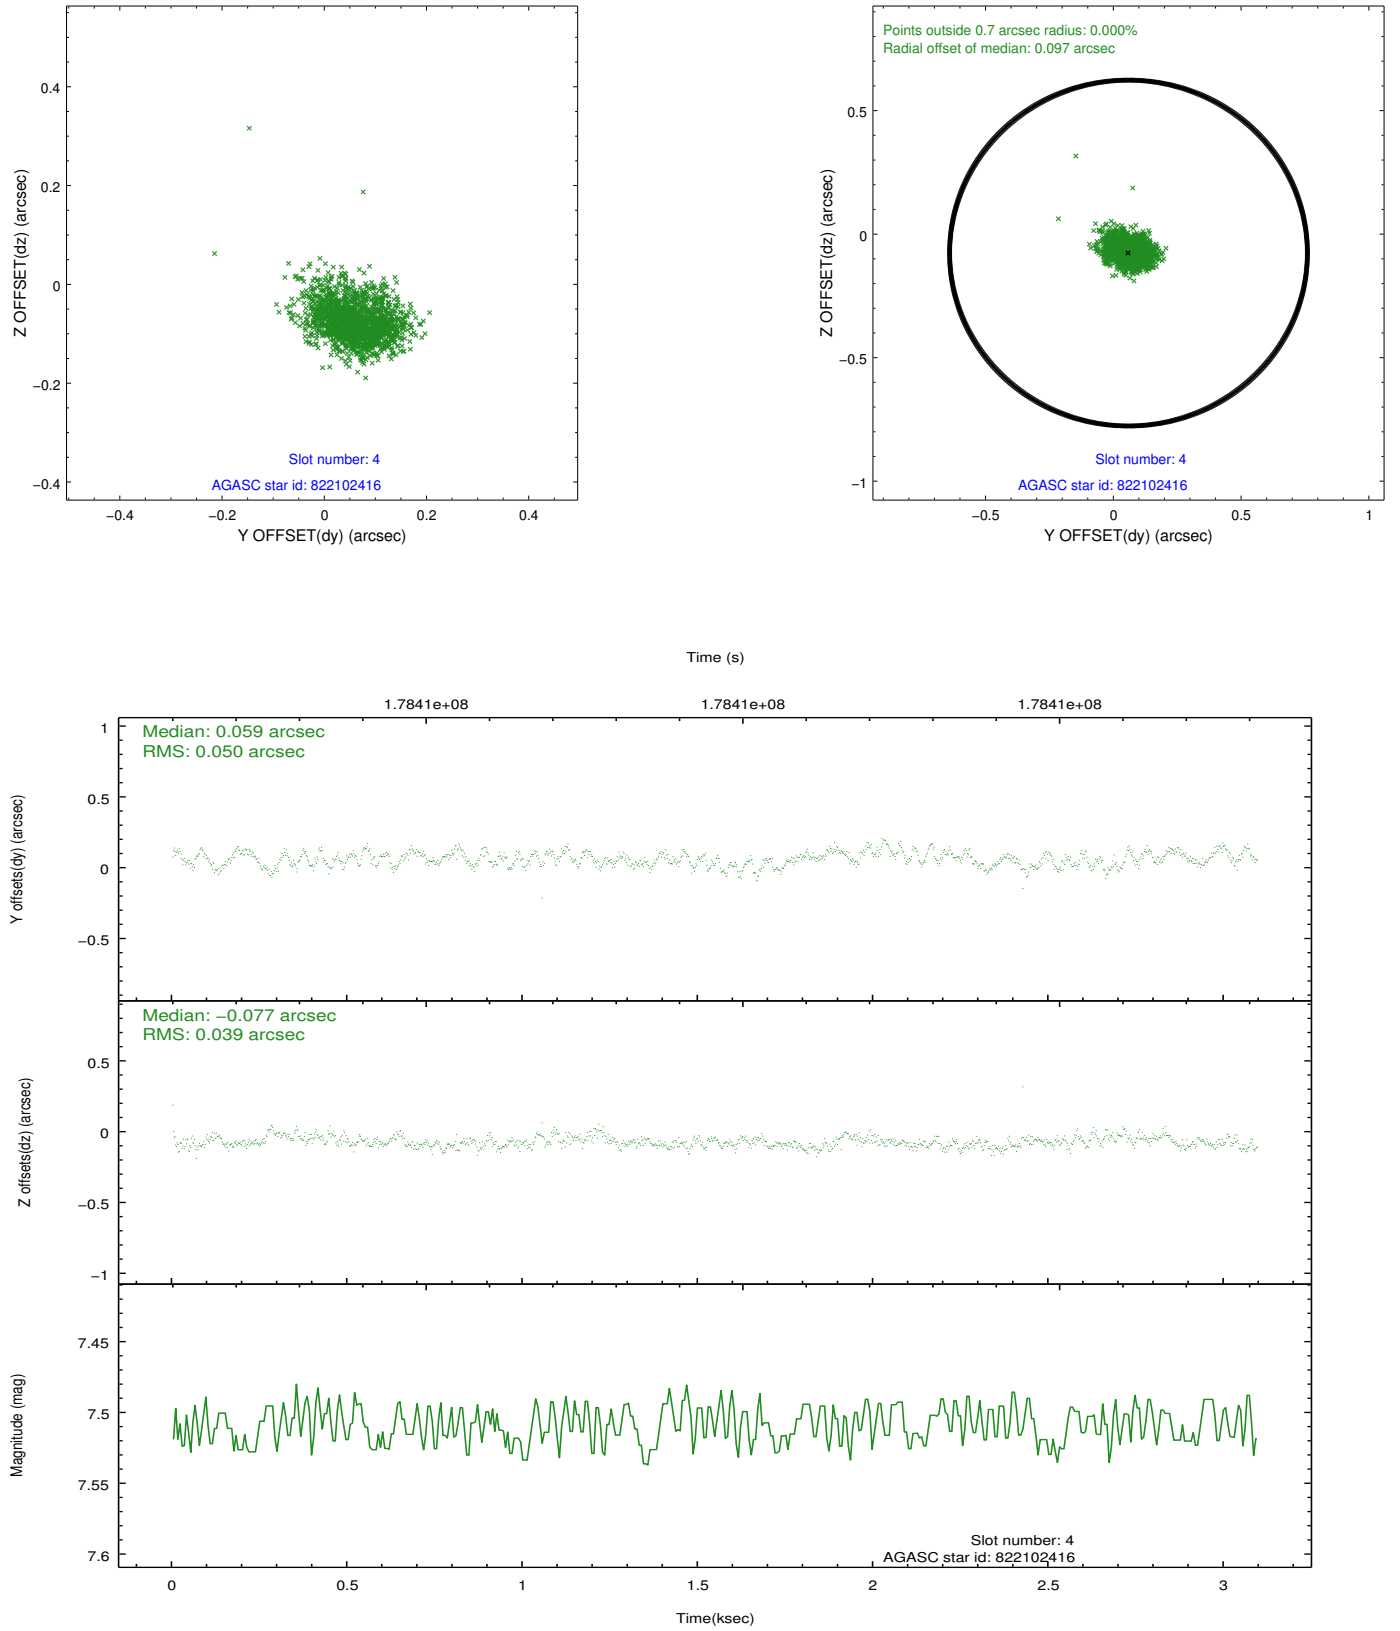 0.4
0.2
0
−0.2
−0.4
Z OFFSET(dz) (arcsec)
Slot number: 4
AGASC star id: 822102416
−0.4 −0.2 0 0.2 0.4
Y OFFSET(dy) (arcsec)
Points outside 0.7 arcsec radius: 0.000%
Radial offset of median: 0.097 arcsec
0.5
0
−0.5
−1
Z OFFSET(dz) (arcsec)
Slot number: 4
AGASC star id: 822102416
−0.5 0 0.5 1
Y OFFSET(dy) (arcsec)
Time (s)
1.7841e+08 1.7841e+08 1.7841e+08
Median: 0.059 arcsec
RMS: 0.050 arcsec
1
0.5
0
−0.5
Y offsets(dy) (arcsec)
Median: −0.077 arcsec
RMS: 0.039 arcsec
0.5
0
−0.5
−1
Z offsets(dz) (arcsec)
7.45
7.5
7.55
7.6
Magnitude (mag)
Slot number: 4
AGASC star id: 822102416
0 0.5 1 1.5 2 2.5 3
Time(ksec)